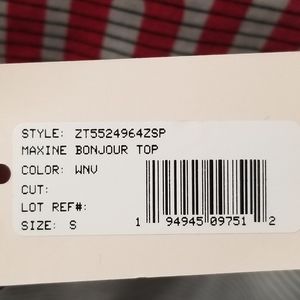 STYLE: ZT5524964ZSP
MAXINE BONJOUR TOP
COLOR: WNV
CUT:
LOT REF#:
SIZE: S
1 94945 09751 2